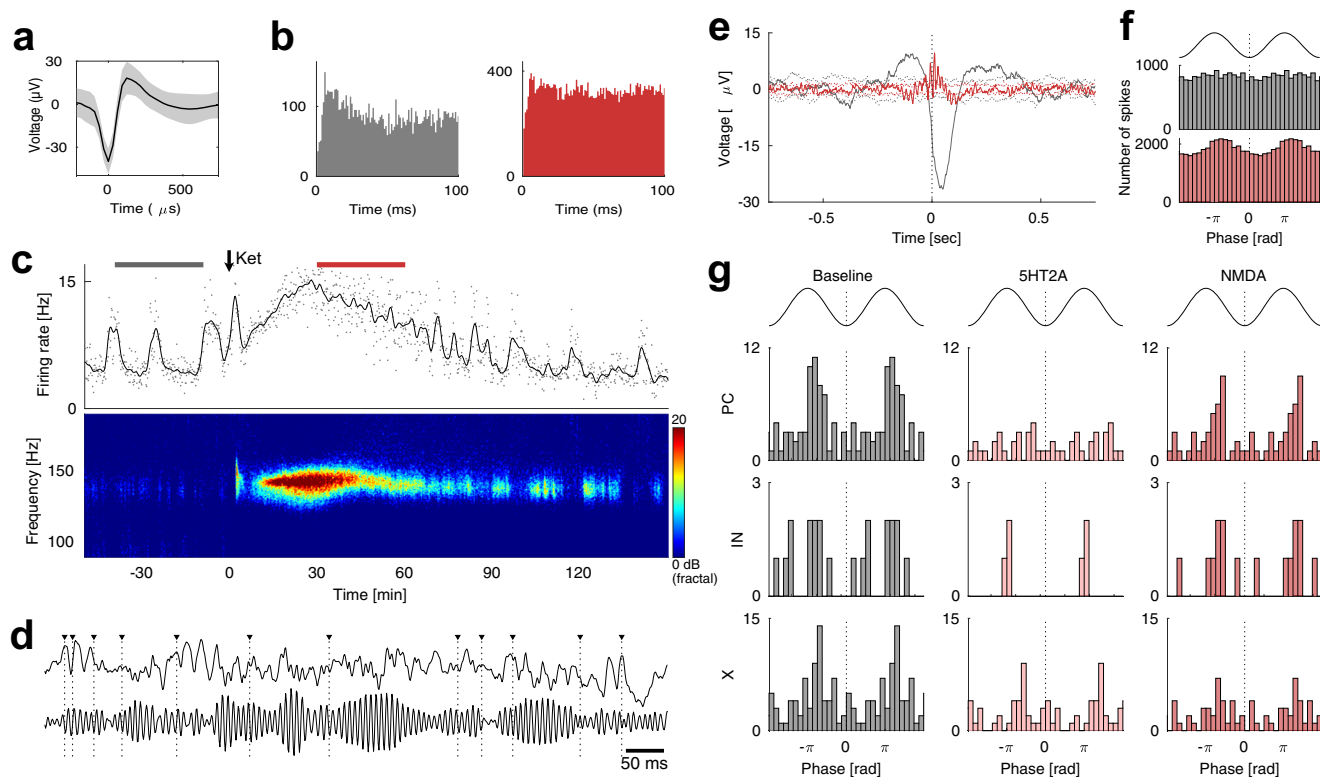 a
30
0
-30
Voltage (µV)
0 500
Time ( µs)
b
100
0
0 100
Time (ms)
400
0
0 100
Time (ms)
c
Ket
15
0
Firing rate [Hz]
150
100
Frequency [Hz]
20
0 dB
(fractal)
-30 0 30 60 90 120
Time [min]
d
50 ms
e
15
0
-15
-30
Voltage [ µV]
-0.5 0 0.5
Time [sec]
f
1000
0
2000
0
Number of spikes
-π 0 π
Phase [rad]
g
Baseline 5HT2A NMDA
PC
12 12 12
0 0 0
IN
3 3 3
0 0 0
X
15 15 15
0 0 0
-π 0 π -π 0 π -π 0 π
Phase [rad] Phase [rad] Phase [rad]